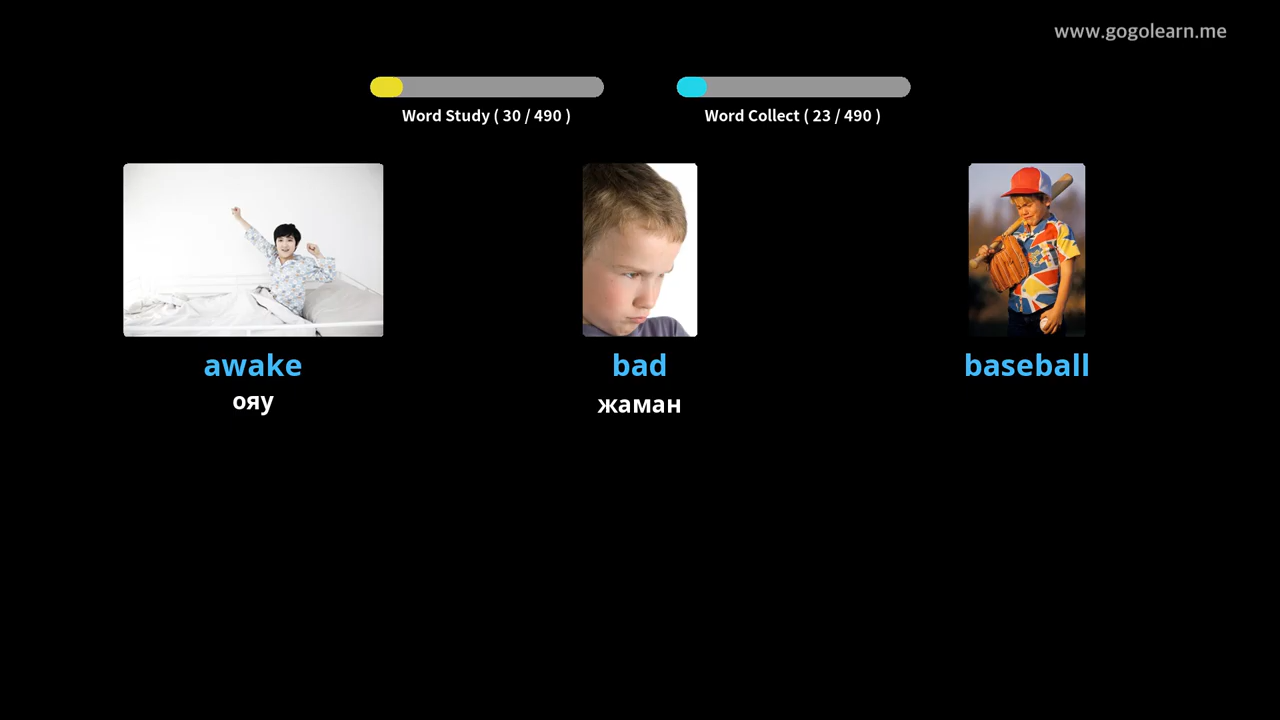 www.gogolearn.me
Word Study ( 30 / 490 )
Word Collect ( 23 / 490 )
awake
bad
baseball
ояу
жаман